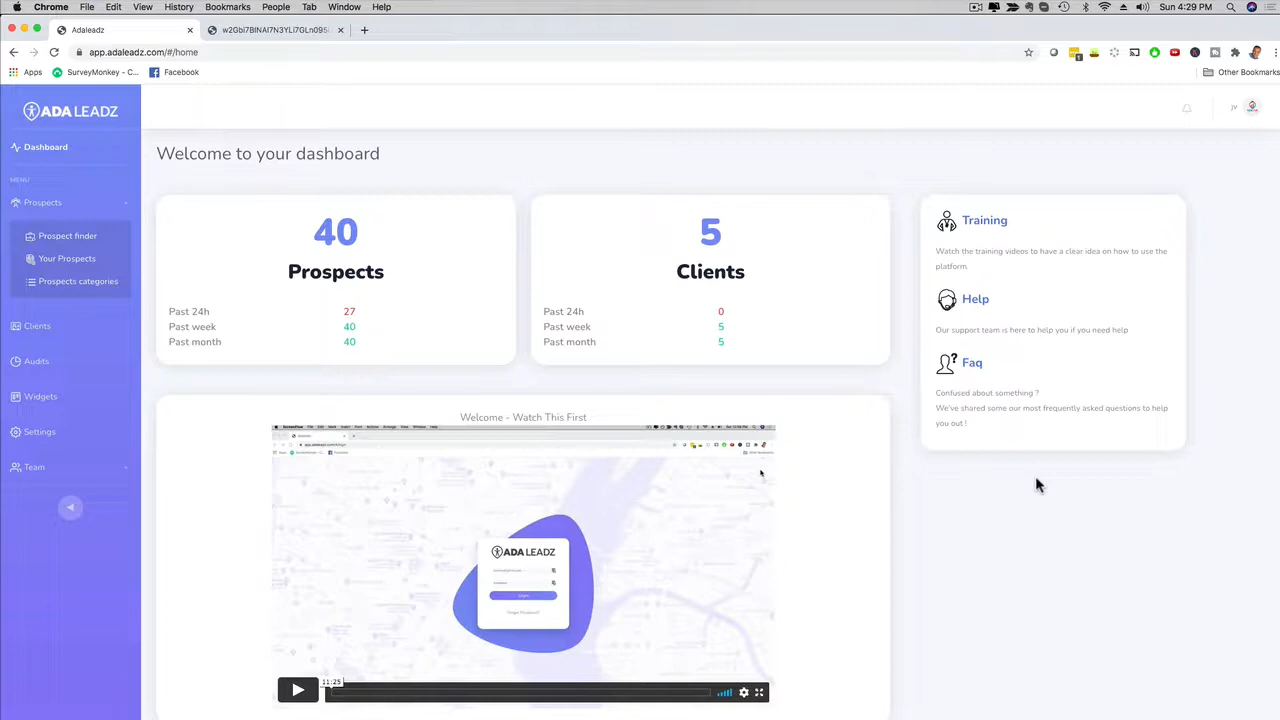 Chrome File Edit View History Bookmarks People Tab Window Help
Sun 4:29 PM
Adaleadz
w2Gbi7BlNAI7N3YLi7GLn095
app.adaleadz.com/#/home
Apps
SurveyMonkey - C...
Facebook
Other Bookmarks
ADA LEADZ
JV
Dashboard
MENU
Prospects
Prospect finder
Your Prospects
Prospects categories
Clients
Audits
Widgets
Settings
Team
Welcome to your dashboard
40
Prospects
Past 24h 27
Past week 40
Past month 40
5
Clients
Past 24h 0
Past week 5
Past month 5
Training
Watch the training videos to have a clear idea on how to use the
platform.
Help
Our support team is here to help you if you need help
Faq
Confused about something ?
We've shared some our most frequently asked questions to help
you out !
Welcome - Watch This First
ADA LEADZ
Forgot Password?
11:25